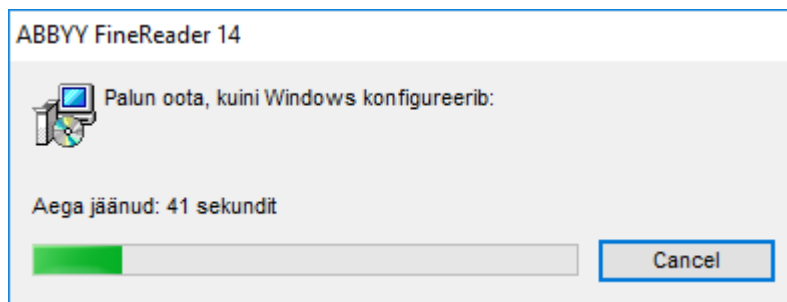 ABBYY FineReader 14
Palun oota, kuini Windows konfigureerib:
Aega jäänud: 41 sekundit
Cancel